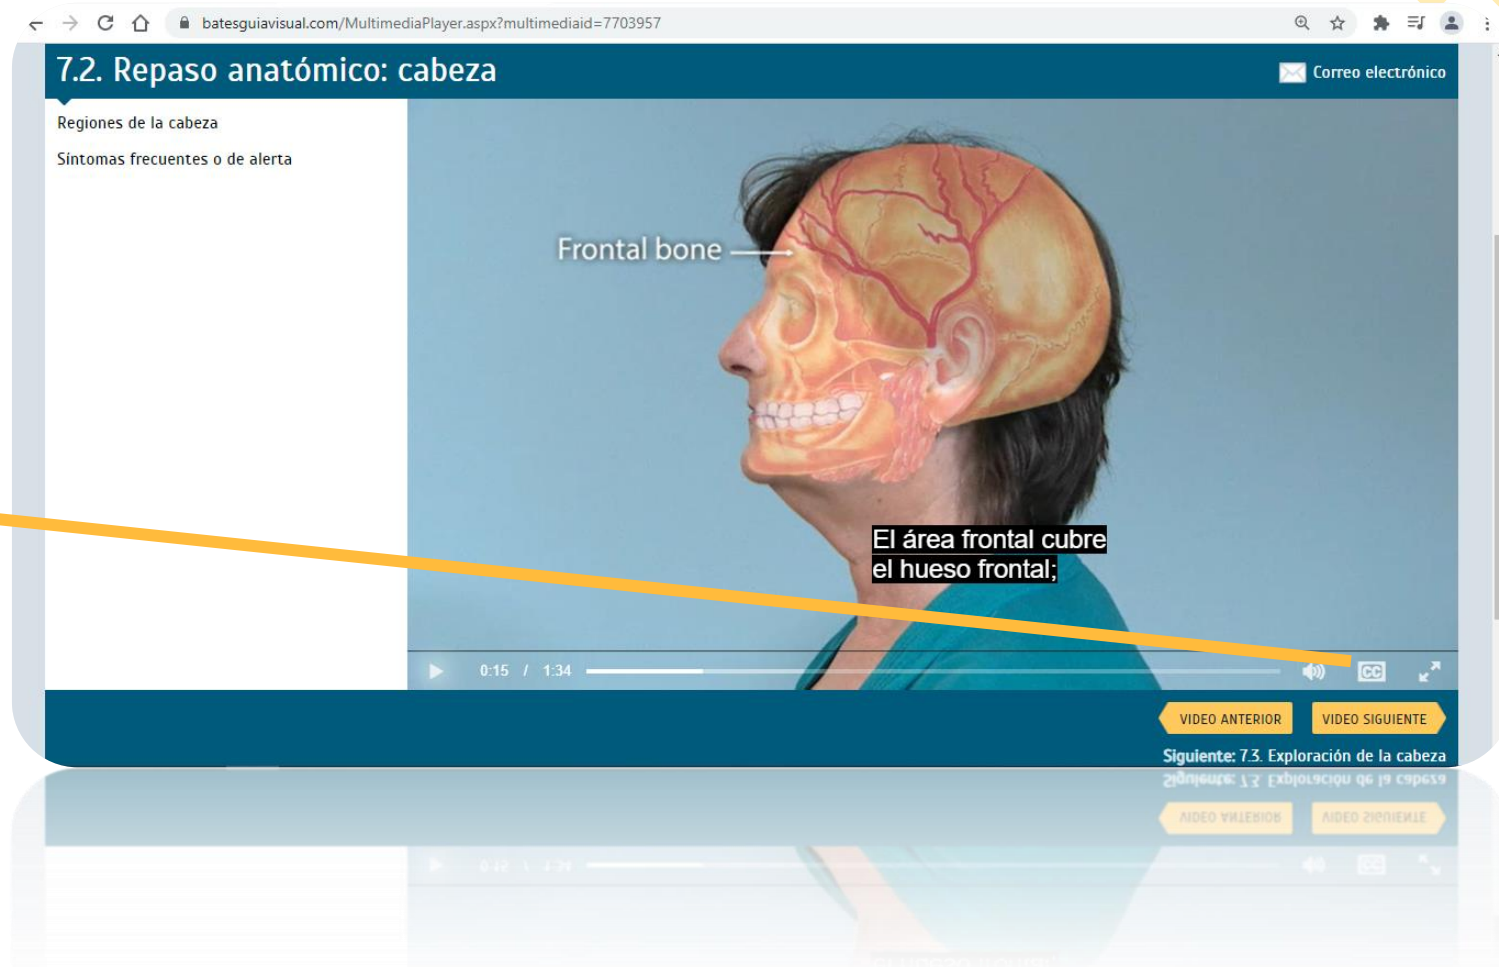 batesguiavisual.com/MultimediaPlayer.aspx?multimediaid=7703957
7.2. Repaso anatómico: cabeza
Correo electrónico
Regiones de la cabeza
Síntomas frecuentes o de alerta
Frontal bone
El área frontal cubre
el hueso frontal;
0:15 / 1:34
CC
VIDEO ANTERIOR
VIDEO SIGUIENTE
Siguiente: 7.3. Exploración de la cabeza